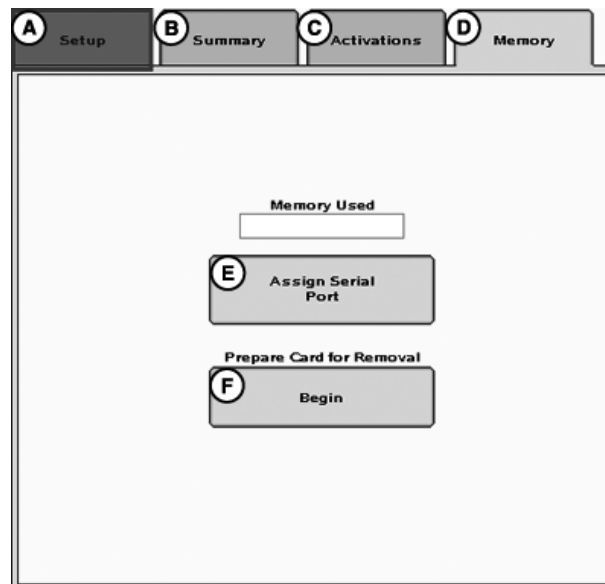 A Setup
B Summary
C Activations
D Memory
Memory Used
E Assign Serial
Port
Prepare Card for Removal
F Begin